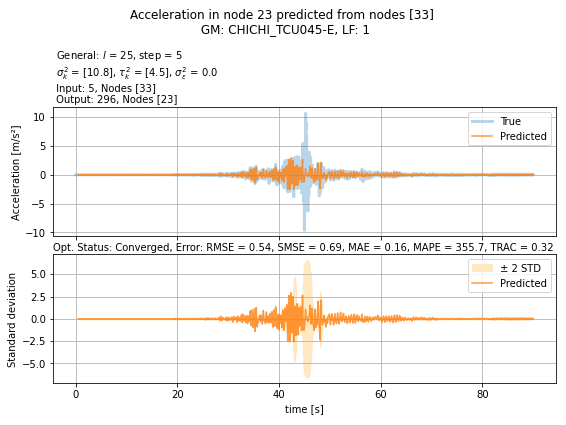 Acceleration in node 23 predicted from nodes [33]
GM: CHICHI_TCU045-E, LF: 1
General: l = 25, step = 5
σ²ₖ = [10.8], τ²ₖ = [4.5], σ²ₑ = 0.0
Input: 5, Nodes [33]
Output: 296, Nodes [23]
Acceleration [m/s²]
10
5
0
−5
−10
True
Predicted
Opt. Status: Converged, Error: RMSE = 0.54, SMSE = 0.69, MAE = 0.16, MAPE = 355.7, TRAC = 0.32
Standard deviation
5.0
2.5
0.0
−2.5
−5.0
± 2 STD
Predicted
0 20 40 60 80
time [s]